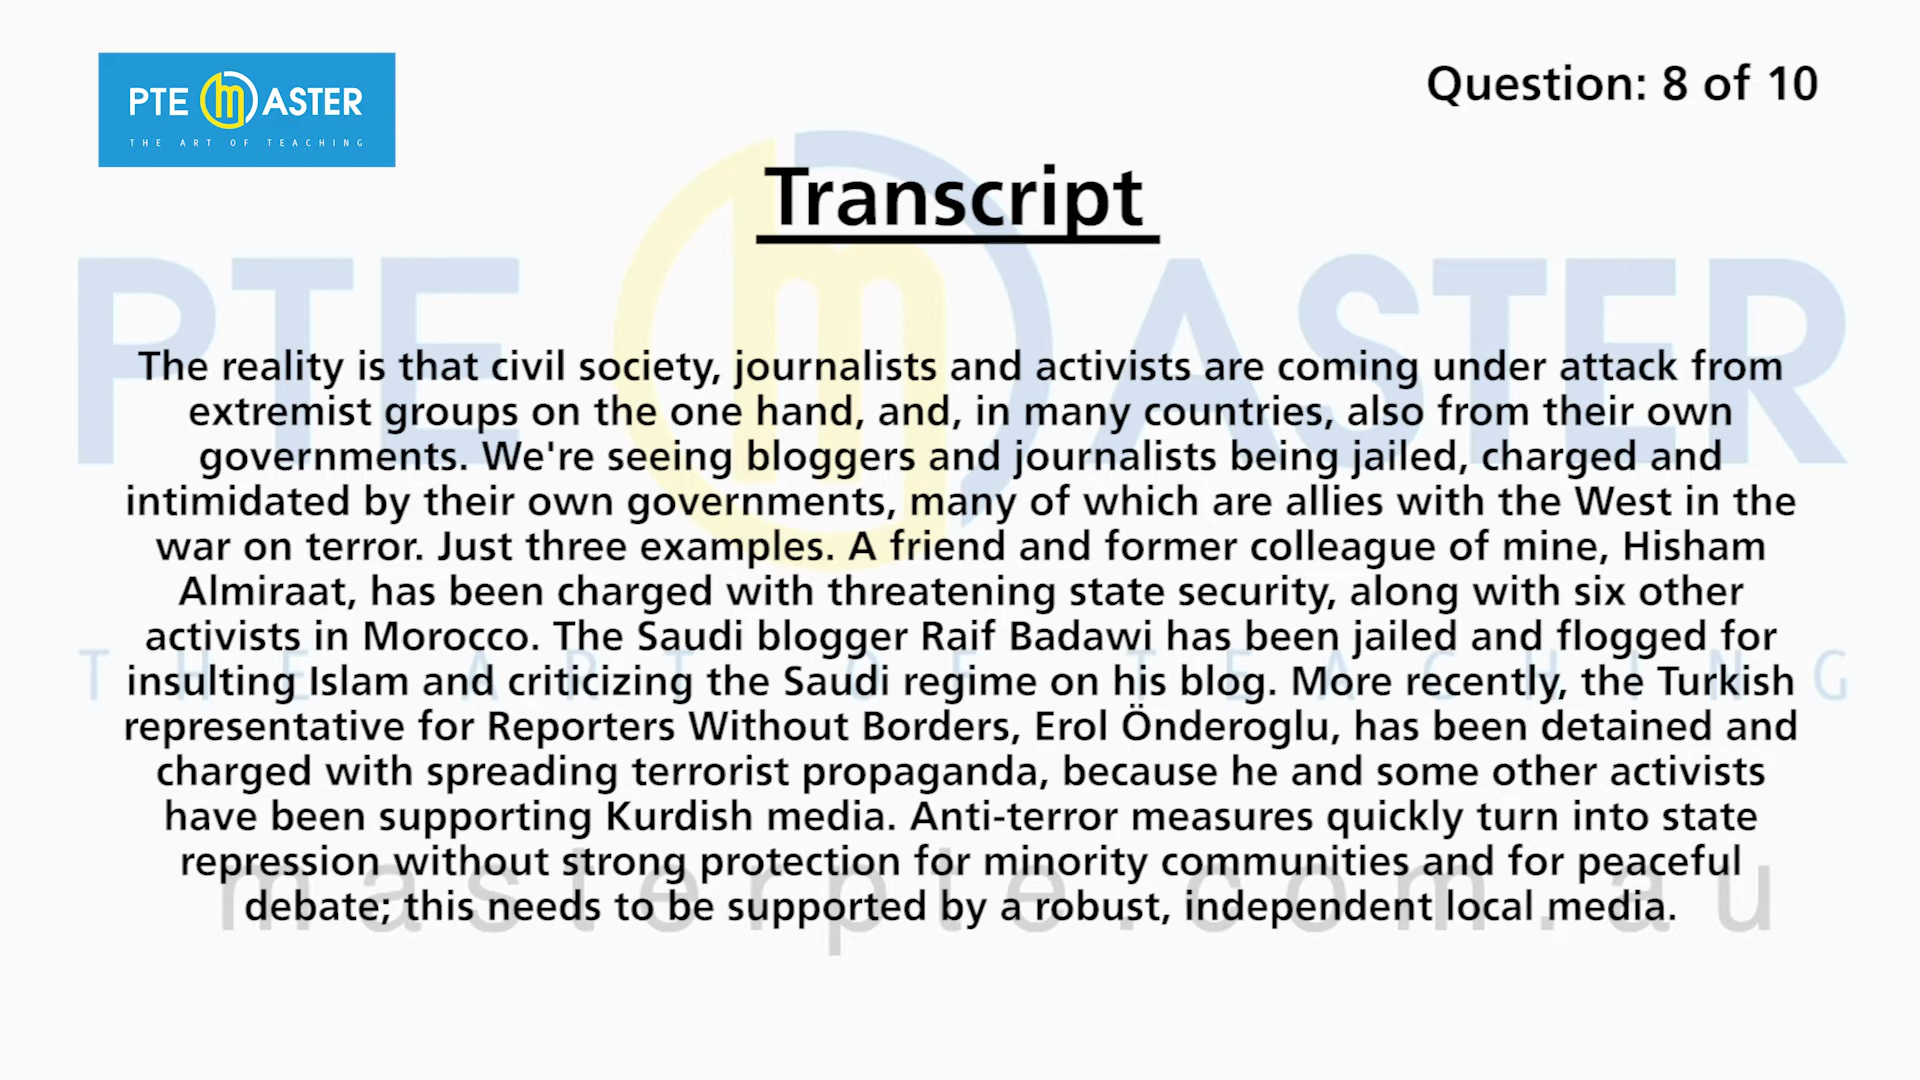 PTE MASTER
THE ART OF TEACHING
Question: 8 of 10
Transcript
The reality is that civil society, journalists and activists are coming under attack from
extremist groups on the one hand, and, in many countries, also from their own
governments. We're seeing bloggers and journalists being jailed, charged and
intimidated by their own governments, many of which are allies with the West in the
war on terror. Just three examples. A friend and former colleague of mine, Hisham
Almiraat, has been charged with threatening state security, along with six other
activists in Morocco. The Saudi blogger Raif Badawi has been jailed and flogged for
insulting Islam and criticizing the Saudi regime on his blog. More recently, the Turkish
representative for Reporters Without Borders, Erol Önderoglu, has been detained and
charged with spreading terrorist propaganda, because he and some other activists
have been supporting Kurdish media. Anti-terror measures quickly turn into state
repression without strong protection for minority communities and for peaceful
debate; this needs to be supported by a robust, independent local media.
PTE MASTER
THE ART OF TEACHING
masterpte.com.au